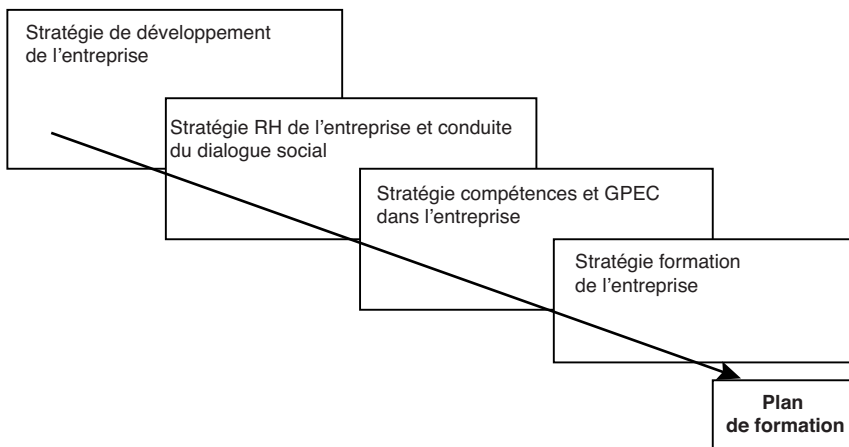 Stratégie de développement
de l’entreprise
Stratégie RH de l’entreprise et conduite
du dialogue social
Stratégie compétences et GPEC
dans l’entreprise
Stratégie formation
de l’entreprise
Plan
de formation